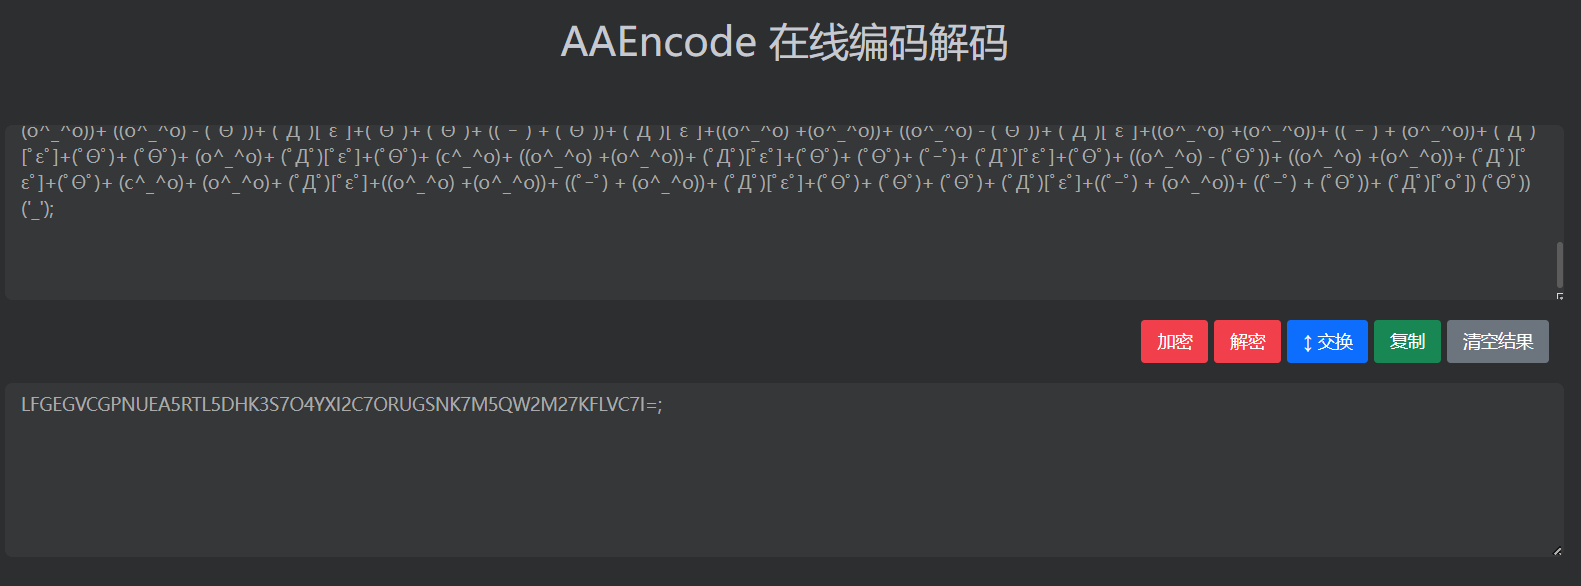 AAEncode 在线编码解码
(o^_^o))+ ((o^_^o) - (ﾟΘﾟ))+ (ﾟДﾟ)[ﾟεﾟ]+(ﾟΘﾟ)+ (ﾟΘﾟ)+ ((ﾟｰﾟ) + (ﾟΘﾟ))+ (ﾟДﾟ)[ﾟεﾟ]+((o^_^o) +(o^_^o))+ ((o^_^o) - (ﾟΘﾟ))+ (ﾟДﾟ)[ﾟεﾟ]+((o^_^o) +(o^_^o))+ ((ﾟｰﾟ) + (o^_^o))+ (ﾟДﾟ)
[ﾟεﾟ]+(ﾟΘﾟ)+ (ﾟΘﾟ)+ (o^_^o)+ (ﾟДﾟ)[ﾟεﾟ]+(ﾟΘﾟ)+ (c^_^o)+ ((o^_^o) +(o^_^o))+ (ﾟДﾟ)[ﾟεﾟ]+(ﾟΘﾟ)+ (ﾟΘﾟ)+ (ﾟｰﾟ)+ (ﾟДﾟ)[ﾟεﾟ]+(ﾟΘﾟ)+ ((o^_^o) - (ﾟΘﾟ))+ ((o^_^o) +(o^_^o))+ (ﾟДﾟ)[ﾟ
εﾟ]+(ﾟΘﾟ)+ (c^_^o)+ (o^_^o)+ (ﾟДﾟ)[ﾟεﾟ]+((o^_^o) +(o^_^o))+ ((ﾟｰﾟ) + (o^_^o))+ (ﾟДﾟ)[ﾟεﾟ]+(ﾟΘﾟ)+ (ﾟΘﾟ)+ (ﾟΘﾟ)+ (ﾟДﾟ)[ﾟεﾟ]+((ﾟｰﾟ) + (o^_^o))+ ((ﾟｰﾟ) + (ﾟΘﾟ))+ (ﾟДﾟ)[ﾟoﾟ]) (ﾟΘﾟ))
('_');
加密 解密 ↕ 交换 复制 清空结果
LFGEGVCGPNUEA5RTL5DHK3S7O4YXI2C7ORUGSNK7M5QW2M27KFLVC7I=;